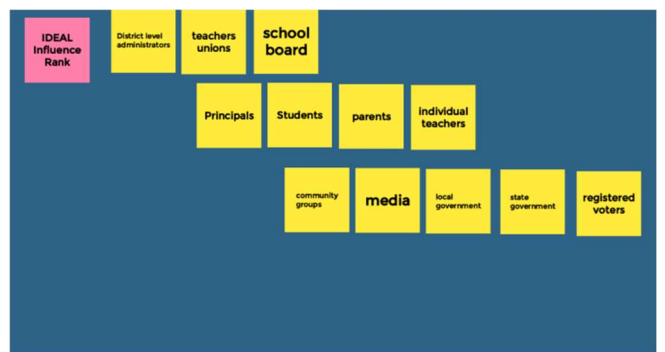 IDEAL
Influence
Rank
District level
administrators
teachers
unions
school
board
Principals
Students
parents
individual
teachers
community
groups
media
local
government
state
government
registered
voters